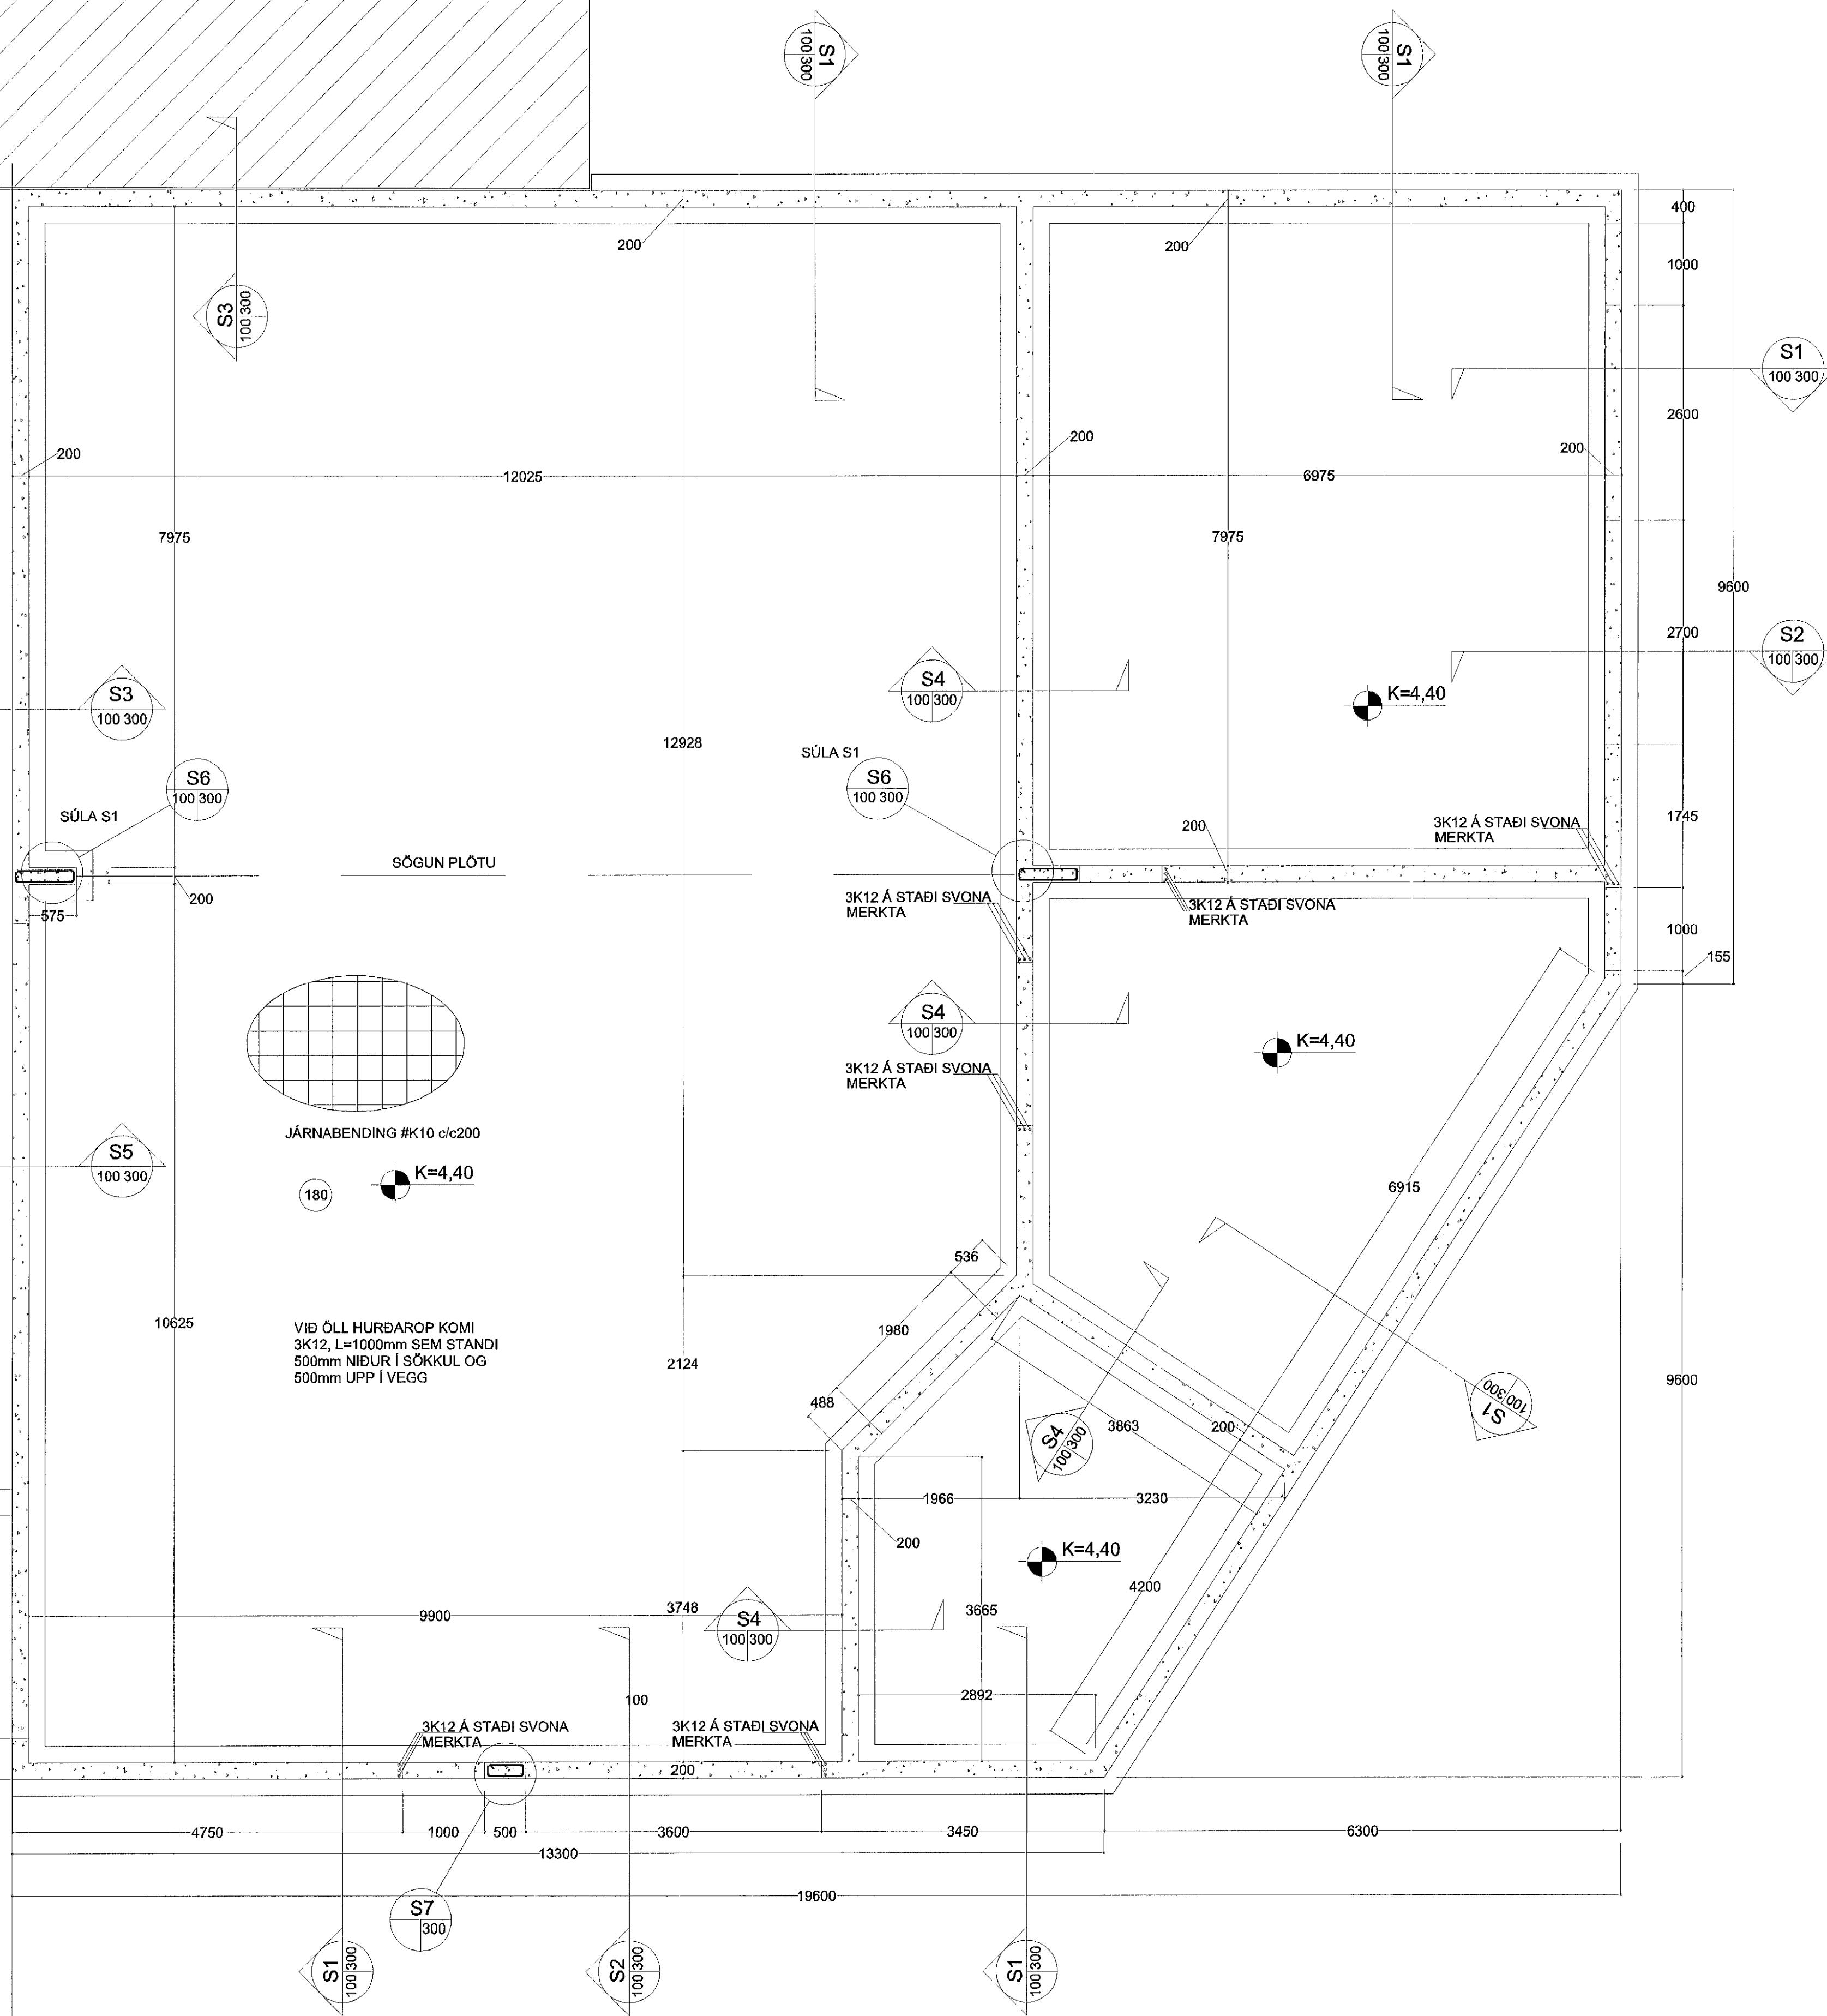 S1
100 300
S1
100 300
400
200
200
1000
S3
100 300
S1
100 300
2600
200
200
200
12025
6975
7975
7975
9600
2700
S2
100 300
S4
100 300
K=4,40
S3
100 300
12928
SÚLA S1
S6
100 300
S6
100 300
SÚLA S1
1745
3K12 Á STAÐI SVONA
MERKTA
200
SÖGUN PLÖTU
200
575
3K12 Á STAÐI SVONA
MERKTA
3K12 Á STAÐI SVONA
MERKTA
1000
155
S4
100 300
K=4,40
3K12 Á STAÐI SVONA
MERKTA
JÁRNABENDING #K10 c/c200
S5
100 300
K=4,40
180
6915
536
10625
VIÐ ÖLL HURÐAROP KOMI
3K12, L=1000mm SEM STANDI
500mm NIÐUR Í SÖKKUL OG
500mm UPP Í VEGG
1980
2124
9600
488
S1
100 300
3863
200
S4
100 300
1966
3230
200
K=4,40
4200
9900
3748
3665
S4
100 300
2892
100
3K12 Á STAÐI SVONA
MERKTA
3K12 Á STAÐI SVONA
MERKTA
200
4750
1000
500
3600
3450
6300
13300
19600
S7
300
S1
100 300
S2
100 300
S1
100 300